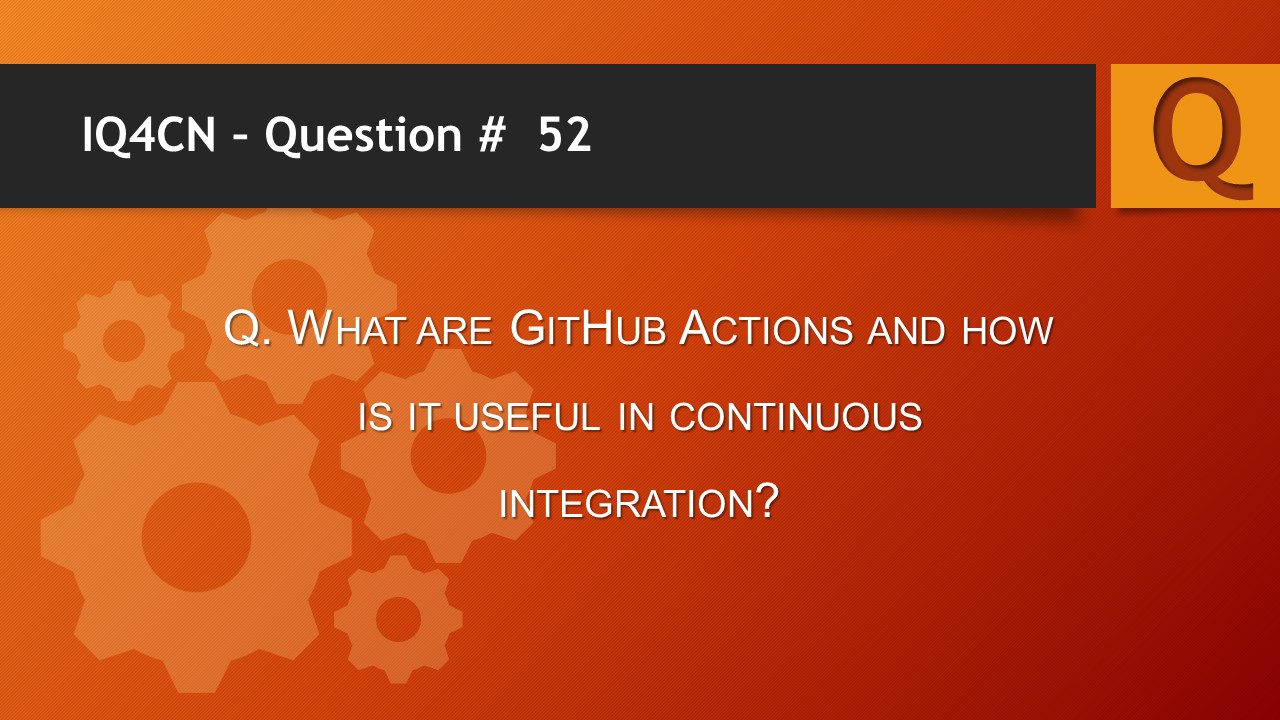 IQ4CN – Question # 52
Q
Q. What are GitHub Actions and how
is it useful in continuous
integration?